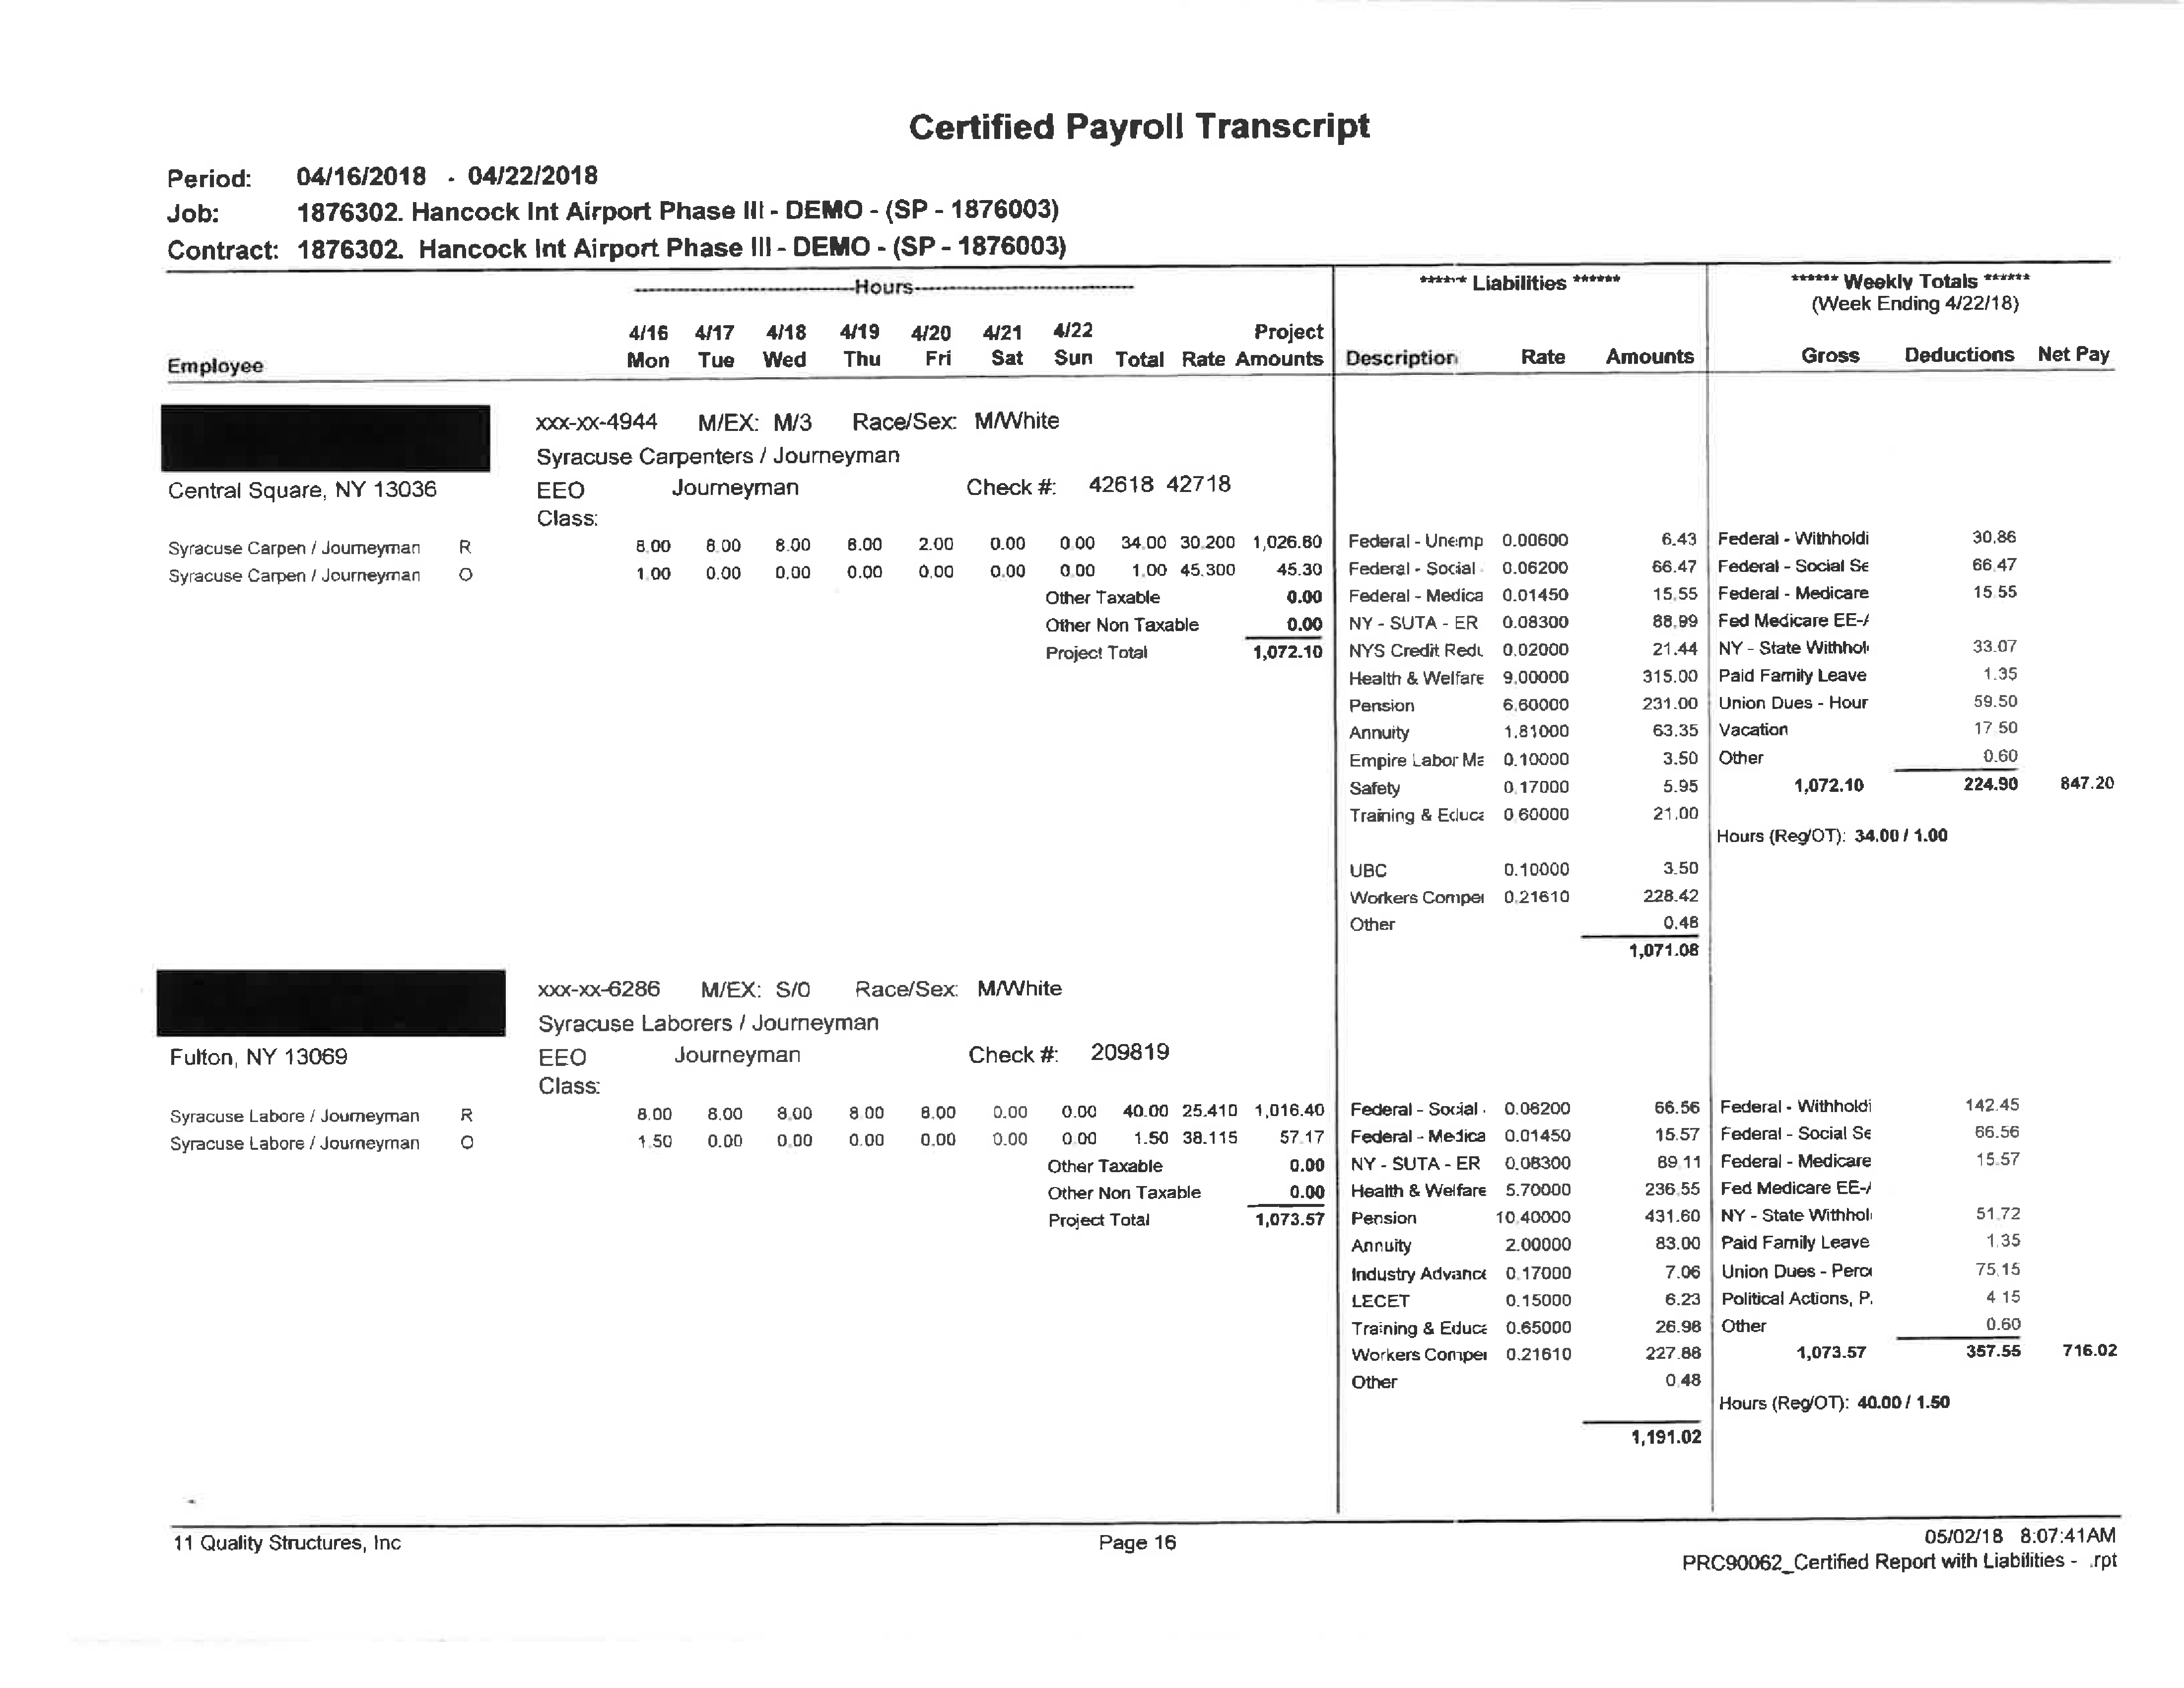 Certified Payroll Transcript
Period: 04/16/2018 - 04/22/2018
Job: 1876302. Hancock Int Airport Phase III - DEMO - (SP - 1876003)
Contract: 1876302. Hancock Int Airport Phase III - DEMO - (SP - 1876003)
Hours
****** Liabilities ******
****** Weekly Totals ******
(Week Ending 4/22/18)
4/16 4/17 4/18 4/19 4/20 4/21 4/22 Project
Employee Mon Tue Wed Thu Fri Sat Sun Total Rate Amounts Description Rate Amounts Gross Deductions Net Pay
xxx-xx-4944 M/EX: M/3 Race/Sex: M/White
Syracuse Carpenters / Journeyman
Central Square, NY 13036 EEO Journeyman Check #: 42618 42718
Class:
Syracuse Carpen / Journeyman R 8.00 8.00 8.00 8.00 2.00 0.00 0.00 34.00 30.200 1,026.80 Federal - Unemp 0.00600 6.43 Federal - Withholdi 30.86
Syracuse Carpen / Journeyman O 1.00 0.00 0.00 0.00 0.00 0.00 0.00 1.00 45.300 45.30 Federal - Social 0.06200 66.47 Federal - Social Se 66.47
Other Taxable 0.00 Federal - Medica 0.01450 15.55 Federal - Medicare 15.55
Other Non Taxable 0.00 NY - SUTA - ER 0.08300 88.99 Fed Medicare EE-A
Project Total 1,072.10 NYS Credit Redu 0.02000 21.44 NY - State Withhol 33.07
Health & Welfare 9.00000 315.00 Paid Family Leave 1.35
Pension 6.60000 231.00 Union Dues - Hour 59.50
Annuity 1.81000 63.35 Vacation 17.50
Empire Labor Ma 0.10000 3.50 Other 0.60
Safety 0.17000 5.95 1,072.10 224.90 847.20
Training & Educa 0.60000 21.00
Hours (Reg/OT): 34.00 / 1.00
UBC 0.10000 3.50
Workers Compe 0.21610 228.42
Other 0.48
1,071.08
xxx-xx-6286 M/EX: S/0 Race/Sex: M/White
Syracuse Laborers / Journeyman
Fulton, NY 13069 EEO Journeyman Check #: 209819
Class:
Syracuse Labore / Journeyman R 8.00 8.00 8.00 8.00 8.00 0.00 0.00 40.00 25.410 1,016.40 Federal - Social 0.06200 66.56 Federal - Withholdi 142.45
Syracuse Labore / Journeyman O 1.50 0.00 0.00 0.00 0.00 0.00 0.00 1.50 38.115 57.17 Federal - Medica 0.01450 15.57 Federal - Social Se 66.56
Other Taxable 0.00 NY - SUTA - ER 0.08300 89.11 Federal - Medicare 15.57
Other Non Taxable 0.00 Health & Welfare 5.70000 236.55 Fed Medicare EE-A
Project Total 1,073.57 Pension 10.40000 431.60 NY - State Withhol 51.72
Annuity 2.00000 83.00 Paid Family Leave 1.35
Industry Advance 0.17000 7.06 Union Dues - Perce 75.15
LECET 0.15000 6.23 Political Actions, P. 4.15
Training & Educa 0.65000 26.98 Other 0.60
Workers Compe 0.21610 227.88 1,073.57 357.55 716.02
Other 0.48
Hours (Reg/OT): 40.00 / 1.50
1,191.02
11 Quality Structures, Inc Page 16 05/02/18 8:07:41AM
PRC90062_Certified Report with Liabilities - .rpt